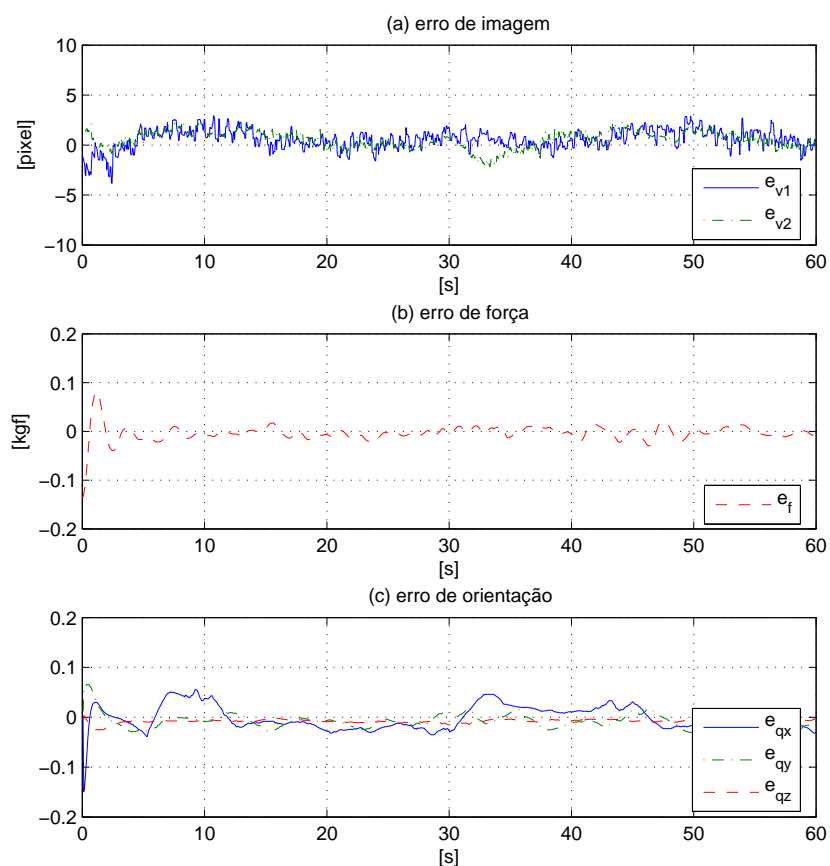 (a) erro de imagem
10
5
0
−5
−10
[pixel]
e_v1
e_v2
0 10 20 30 40 50 60
[s]
(b) erro de força
0.2
0.1
0
−0.1
−0.2
[kgf]
e_f
0 10 20 30 40 50 60
[s]
(c) erro de orientação
0.2
0.1
0
−0.1
−0.2
e_qx
e_qy
e_qz
0 10 20 30 40 50 60
[s]